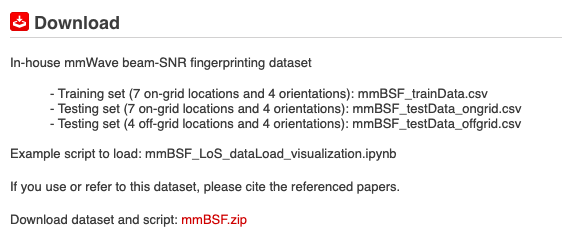 Download
In-house mmWave beam-SNR fingerprinting dataset
- Training set (7 on-grid locations and 4 orientations): mmBSF_trainData.csv
- Testing set (7 on-grid locations and 4 orientations): mmBSF_testData_ongrid.csv
- Testing set (4 off-grid locations and 4 orientations): mmBSF_testData_offgrid.csv
Example script to load: mmBSF_LoS_dataLoad_visualization.ipynb
If you use or refer to this dataset, please cite the referenced papers.
Download dataset and script: mmBSF.zip